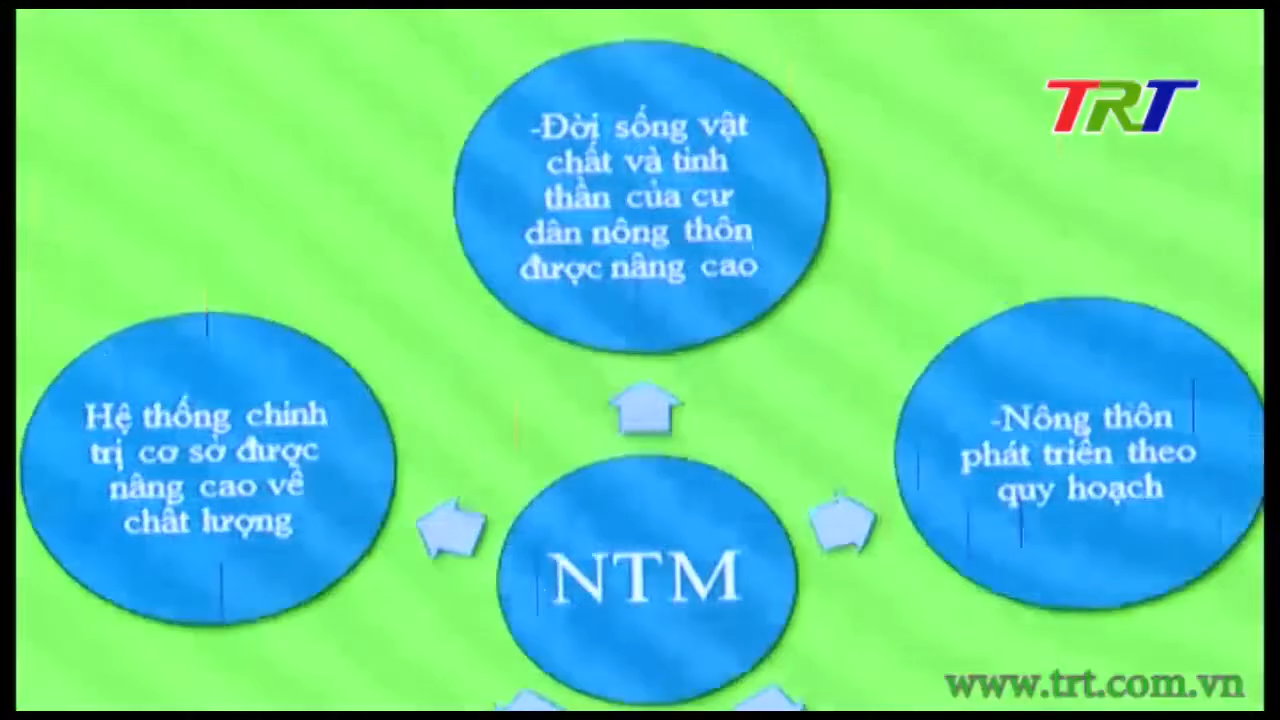 TRT
-Đời sống vật
chất và tinh
thần của cư
dân nông thôn
được nâng cao
Hệ thống chính
trị cơ sở được
nâng cao về
chất lượng
-Nông thôn
phát triển theo
quy hoạch
NTM
www.trt.com.vn